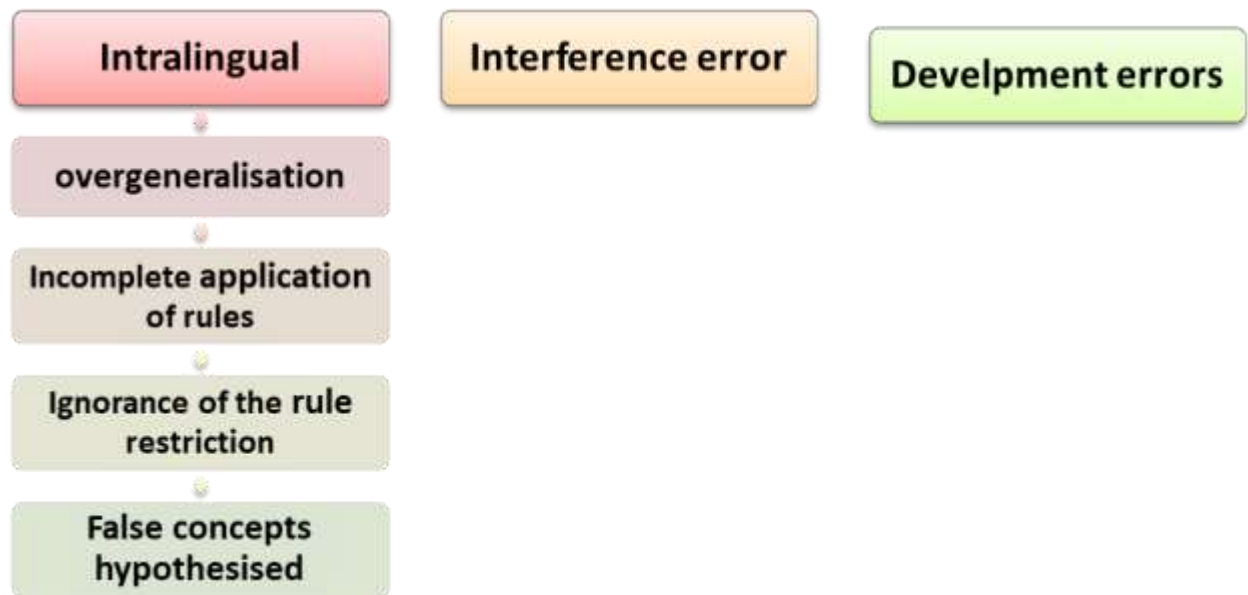 Intralingual
Interference error
Develpment errors
overgeneralisation
Incomplete application
of rules
Ignorance of the rule
restriction
False concepts
hypothesised